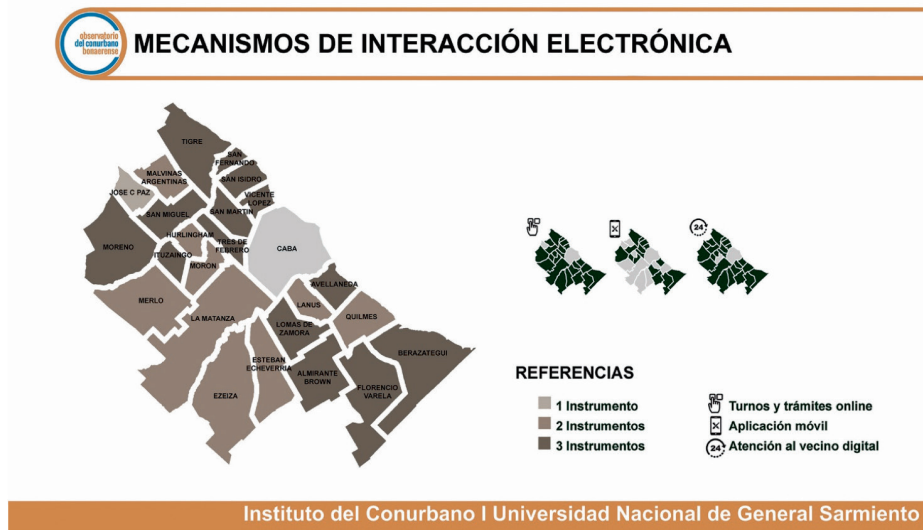 observatorio
del conurbano
bonaerense
MECANISMOS DE INTERACCIÓN ELECTRÓNICA
TIGRE
SAN
FERNANDO
MALVINAS
ARGENTINAS
SAN ISIDRO
JOSE C PAZ
VICENTE
LOPEZ
SAN MIGUEL
SAN MARTIN
HURLINGHAM
TRES DE
FEBRERO
MORENO
CABA
ITUZAINGO
MORON
AVELLANEDA
MERLO
LANUS
LA MATANZA
QUILMES
LOMAS DE
ZAMORA
BERAZATEGUI
ESTEBAN
ECHEVERRIA
ALMIRANTE
BROWN
EZEIZA
FLORENCIO
VARELA
24
REFERENCIAS
1 Instrumento
2 Instrumentos
3 Instrumentos
Turnos y trámites online
Aplicación móvil
24
Atención al vecino digital
Instituto del Conurbano I Universidad Nacional de General Sarmiento